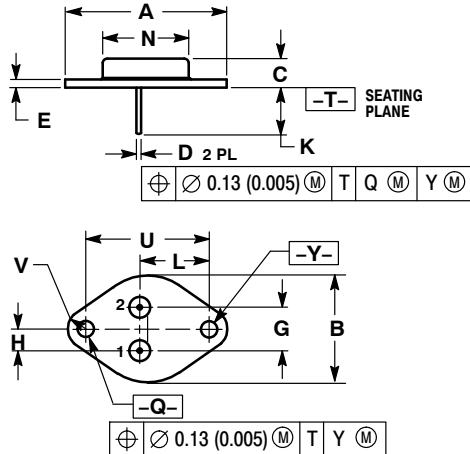 A
N
C
E
–T– SEATING PLANE
K
D 2 PL
⌖ ∅ 0.13 (0.005) Ⓜ T Q Ⓜ Y Ⓜ
U
V
L
–Y–
2
H
G
B
1
–Q–
⌖ ∅ 0.13 (0.005) Ⓜ T Y Ⓜ